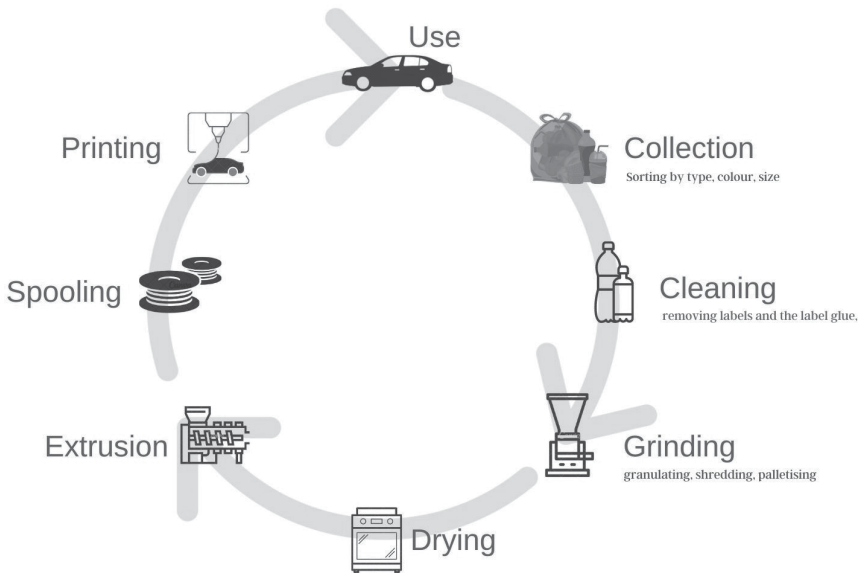 Use
Collection
Sorting by type, colour, size
Cleaning
removing labels and the label glue,
Grinding
granulating, shredding, palletising
Drying
Extrusion
Spooling
Printing